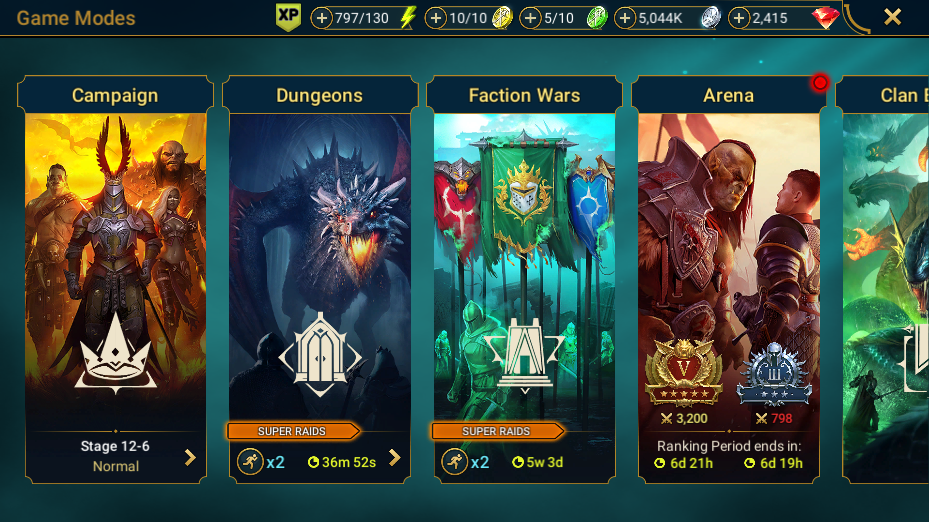 Game Modes
XP
797/130
10/10
5/10
5,044K
2,415
Campaign
Dungeons
Faction Wars
Arena
Clan
V
III
3,200
798
SUPER RAIDS
SUPER RAIDS
Stage 12-6
Normal
x2
36m 52s
x2
5w 3d
Ranking Period ends in:
6d 21h
6d 19h